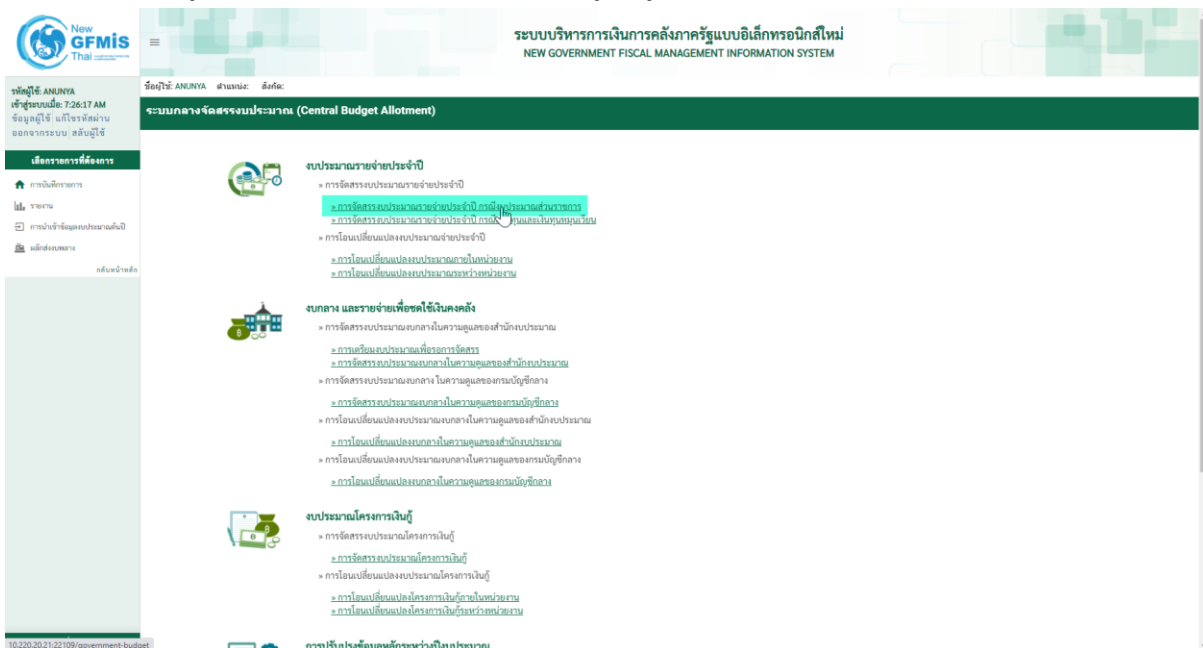 New
GFMiS
Thai
ระบบบริหารการเงินการคลังภาครัฐแบบอิเล็กทรอนิกส์ใหม่
NEW GOVERNMENT FISCAL MANAGEMENT INFORMATION SYSTEM
รหัสผู้ใช้: ANUNYA
เข้าสู่ระบบเมื่อ: 7:26:17 AM
ข้อมูลผู้ใช้ แก้ไขรหัสผ่าน
ออกจากระบบ สลับผู้ใช้
เลือกรายการที่ต้องการ
การบันทึกรายการ
รายงาน
การนำเข้าข้อมูลงบประมาณต้นปี
ผลักส่งงบพลาง
กลับหน้าหลัก
ชื่อผู้ใช้: ANUNYA ตำแหน่ง: สังกัด:
ระบบกลางจัดสรรงบประมาณ (Central Budget Allotment)
งบประมาณรายจ่ายประจำปี
» การจัดสรรงบประมาณรายจ่ายประจำปี
» การจัดสรรงบประมาณรายจ่ายประจำปี กรณีงบประมาณส่วนราชการ
» การจัดสรรงบประมาณรายจ่ายประจำปี กรณี ทุนและเงินทุนหมุนเวียน
» การโอนเปลี่ยนแปลงงบประมาณจ่ายประจำปี
» การโอนเปลี่ยนแปลงงบประมาณภายในหน่วยงาน
» การโอนเปลี่ยนแปลงงบประมาณระหว่างหน่วยงาน
งบกลาง และรายจ่ายเพื่อชดใช้เงินคงคลัง
» การจัดสรรงบประมาณงบกลางในความดูแลของสำนักงบประมาณ
» การเตรียมงบประมาณเพื่อรอการจัดสรร
» การจัดสรรงบประมาณงบกลางในความดูแลของสำนักงบประมาณ
» การจัดสรรงบประมาณงบกลาง ในความดูแลของกรมบัญชีกลาง
» การจัดสรรงบประมาณงบกลางในความดูแลของกรมบัญชีกลาง
» การโอนเปลี่ยนแปลงงบประมาณงบกลางในความดูแลของสำนักงบประมาณ
» การโอนเปลี่ยนแปลงงบกลางในความดูแลของสำนักงบประมาณ
» การโอนเปลี่ยนแปลงงบประมาณงบกลางในความดูแลของกรมบัญชีกลาง
» การโอนเปลี่ยนแปลงงบกลางในความดูแลของกรมบัญชีกลาง
งบประมาณโครงการเงินกู้
» การจัดสรรงบประมาณโครงการเงินกู้
» การจัดสรรงบประมาณโครงการเงินกู้
» การโอนเปลี่ยนแปลงงบประมาณโครงการเงินกู้
» การโอนเปลี่ยนแปลงโครงการเงินกู้ภายในหน่วยงาน
» การโอนเปลี่ยนแปลงโครงการเงินกู้ระหว่างหน่วยงาน
การปรับปรุงข้อมูลหลักระหว่างปีงบประมาณ
10.220.20.21:22109/government-budget